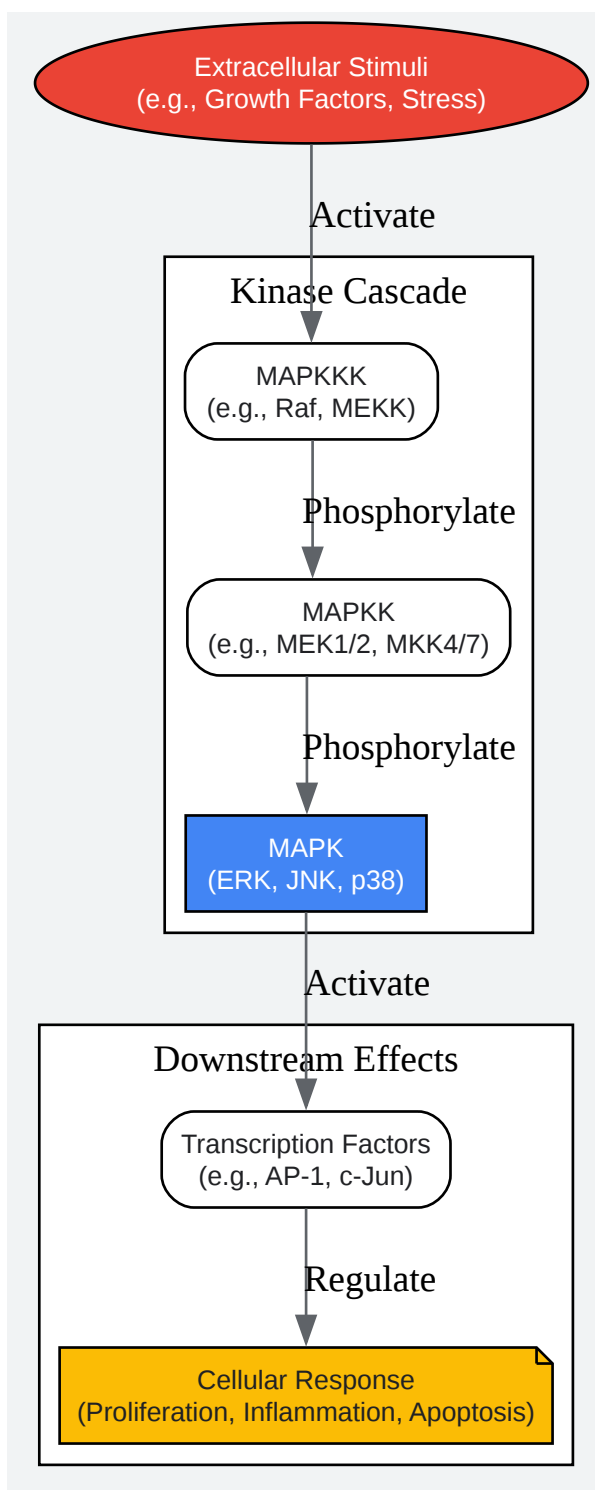 Extracellular Stimuli
(e.g., Growth Factors, Stress)
Activate
Kinase Cascade
MAPKKK
(e.g., Raf, MEKK)
Phosphorylate
MAPKK
(e.g., MEK1/2, MKK4/7)
Phosphorylate
MAPK
(ERK, JNK, p38)
Activate
Downstream Effects
Transcription Factors
(e.g., AP-1, c-Jun)
Regulate
Cellular Response
(Proliferation, Inflammation, Apoptosis)